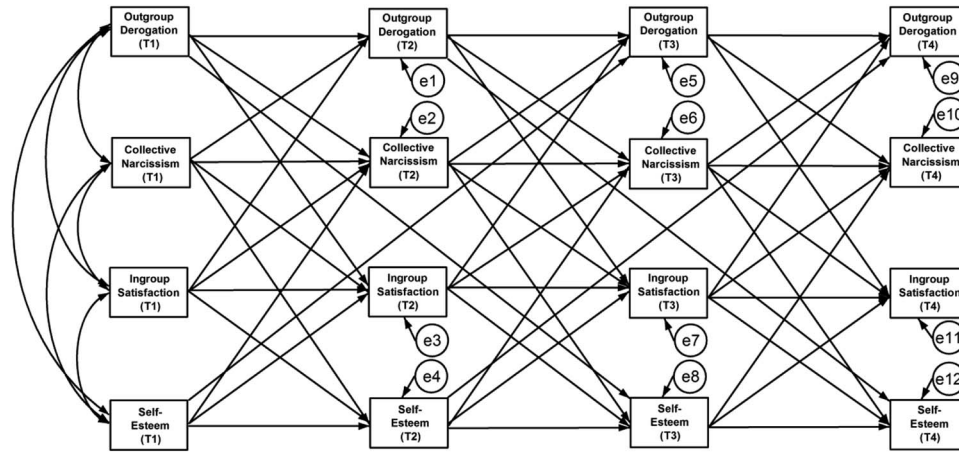 Outgroup
Derogation
(T1)
Outgroup
Derogation
(T2)
Outgroup
Derogation
(T3)
Outgroup
Derogation
(T4)
e1
e5
e9
e2
e6
e10
Collective
Narcissism
(T1)
Collective
Narcissism
(T2)
Collective
Narcissism
(T3)
Collective
Narcissism
(T4)
Ingroup
Satisfaction
(T1)
Ingroup
Satisfaction
(T2)
Ingroup
Satisfaction
(T3)
Ingroup
Satisfaction
(T4)
e3
e7
e11
e4
e8
e12
Self-
Esteem
(T1)
Self-
Esteem
(T2)
Self-
Esteem
(T3)
Self-
Esteem
(T4)